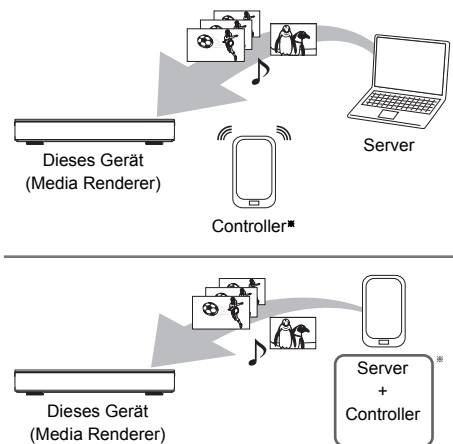 Dieses Gerät
(Media Renderer)
Server
Controller※
Dieses Gerät
(Media Renderer)
Server
+
Controller
※